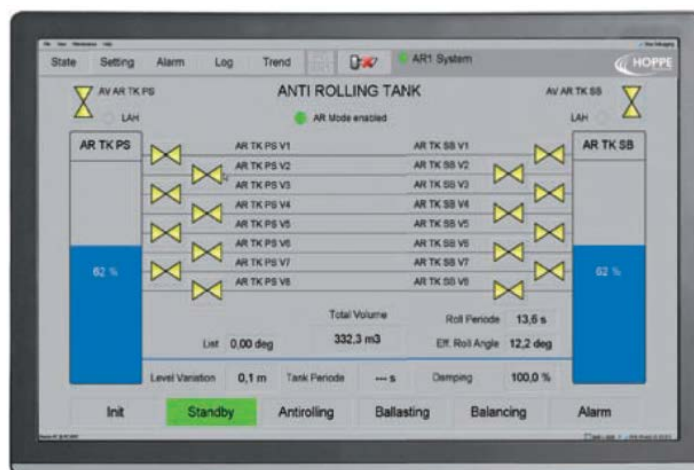 State Setting Alarm Log Trend AR1 System HOPPE
AV AR TK PS ANTI ROLLING TANK AV AR TK SB
LAH AR Mode enabled LAH
AR TK PS AR TK PS V1 AR TK SB V1 AR TK SB
AR TK PS V2 AR TK SB V2
AR TK PS V3 AR TK SB V3
AR TK PS V4 AR TK SB V4
AR TK PS V5 AR TK SB V5
AR TK PS V6 AR TK SB V6
62 % AR TK PS V7 AR TK SB V7 62 %
AR TK PS V8 AR TK SB V8
Total Volume Roll Periode 13,6 s
List 0,00 deg 332,3 m3 Eff. Roll Angle 12,2 deg
Level Variation 0,1 m Tank Periode --- s Damping 100,0 %
Init Standby Antirolling Ballasting Balancing Alarm